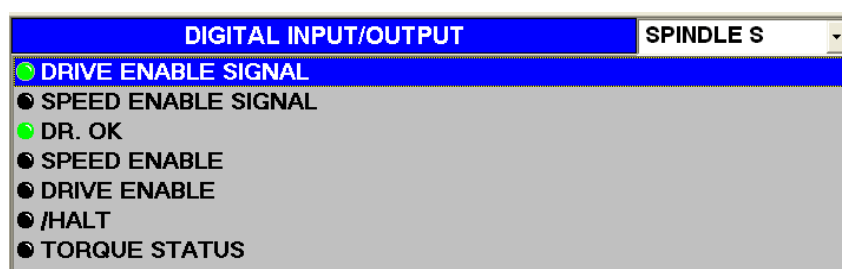 DIGITAL INPUT/OUTPUT SPINDLE S
DRIVE ENABLE SIGNAL
SPEED ENABLE SIGNAL
DR. OK
SPEED ENABLE
DRIVE ENABLE
/HALT
TORQUE STATUS